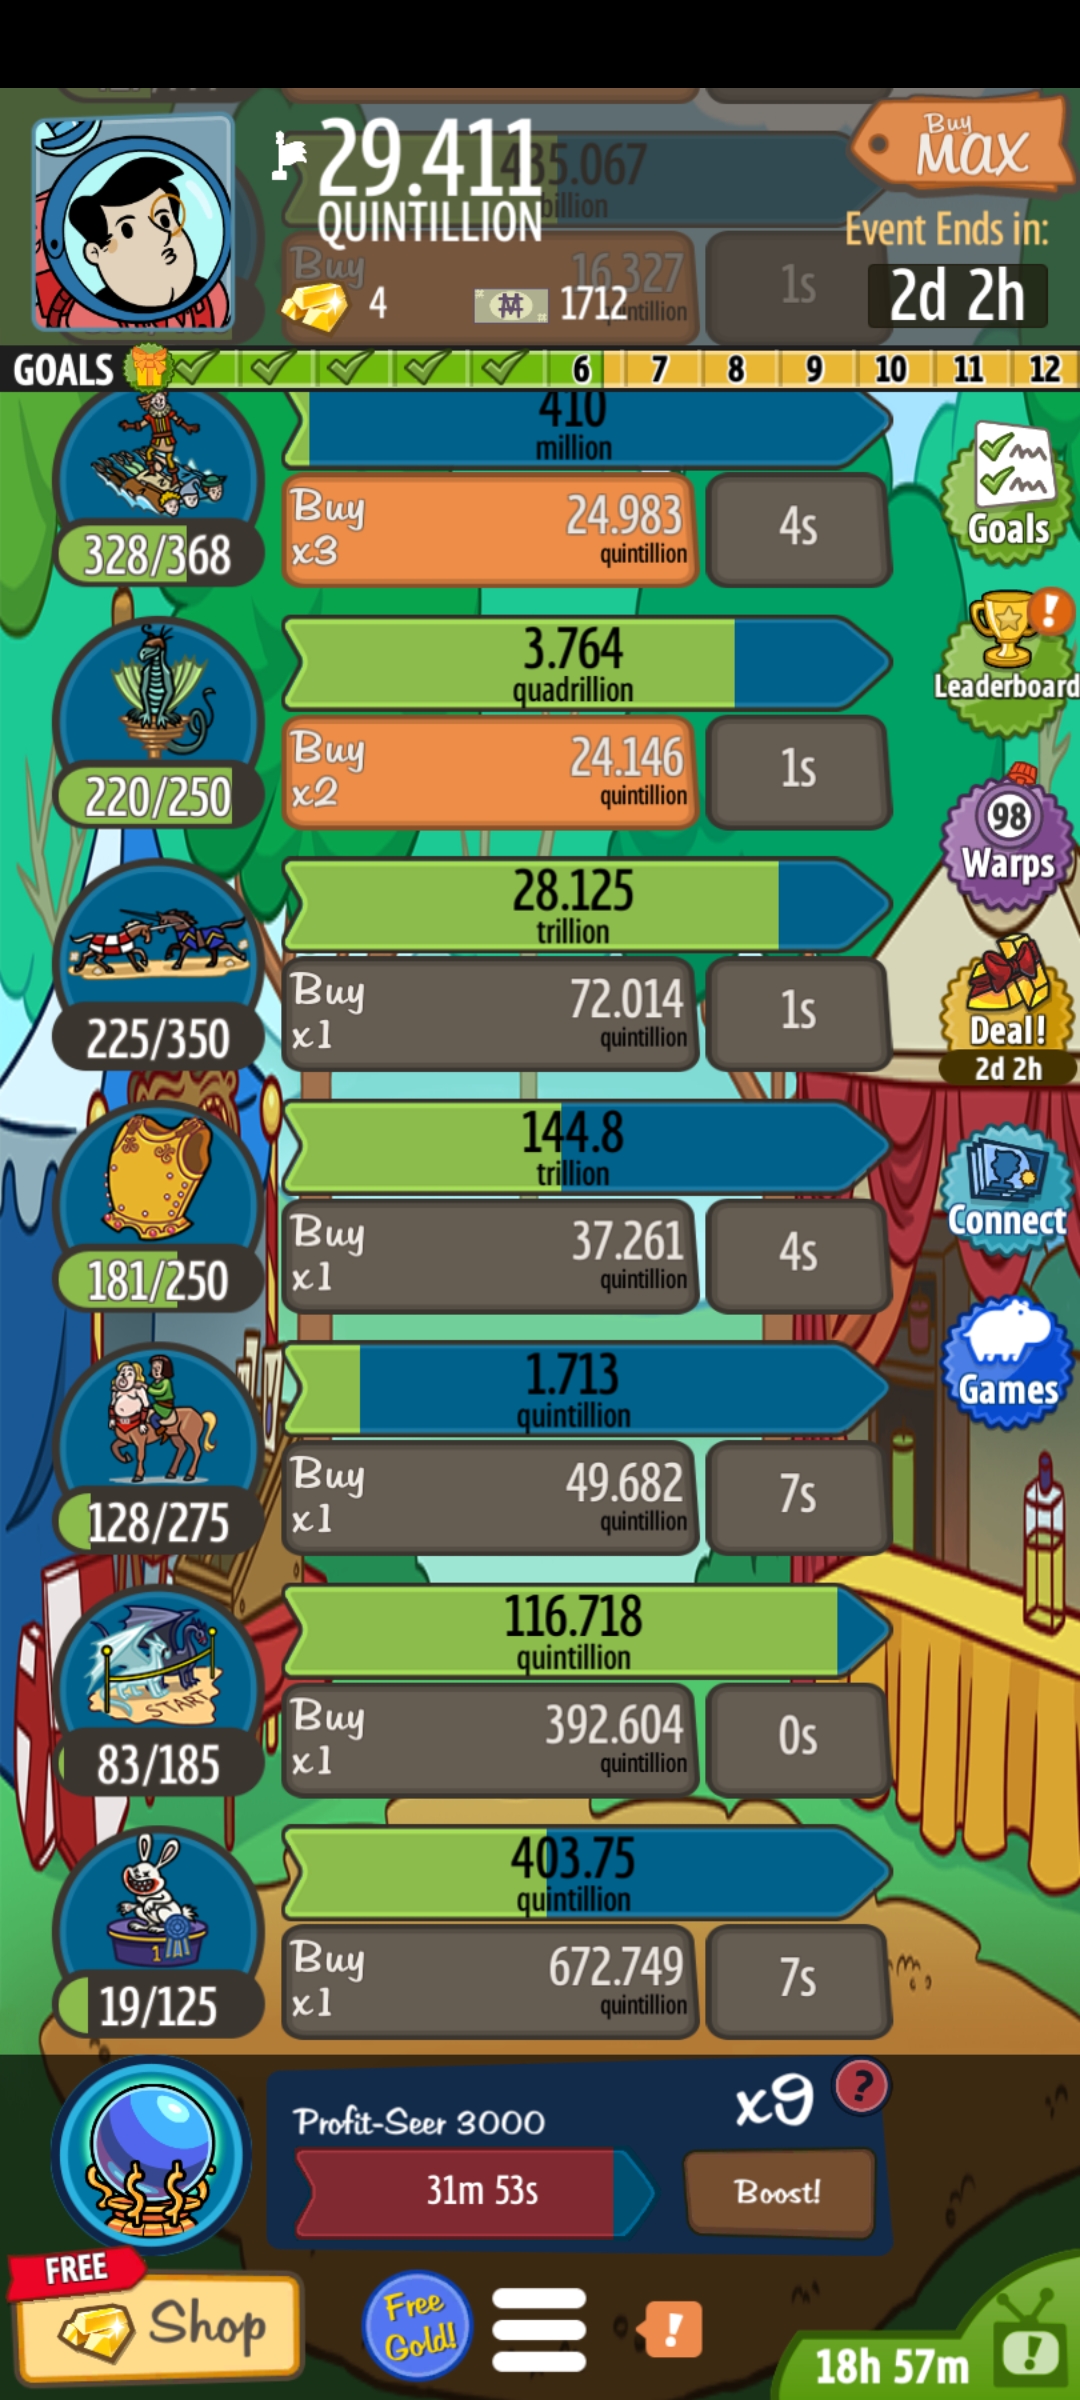 29.411
QUINTILLION
435.067
billion
Buy
MAX
Event Ends in:
2d 2h
Buy
16.327
quintillion
1s
4
1712
GOALS
6 7 8 9 10 11 12
410
million
Buy
x3
24.983
quintillion
4s
328/368
Goals
3.764
quadrillion
Buy
x2
24.146
quintillion
1s
220/250
Leaderboard
98
Warps
28.125
trillion
Buy
x1
72.014
quintillion
1s
225/350
Deal!
2d 2h
144.8
trillion
Buy
x1
37.261
quintillion
4s
181/250
Connect
1.713
quintillion
Buy
x1
49.682
quintillion
7s
128/275
Games
116.718
quintillion
Buy
x1
392.604
quintillion
0s
START
83/185
403.75
quintillion
Buy
x1
672.749
quintillion
7s
1
19/125
Profit-Seer 3000
x9
?
31m 53s
Boost!
FREE
Shop
Free
Gold!
!
18h 57m
!